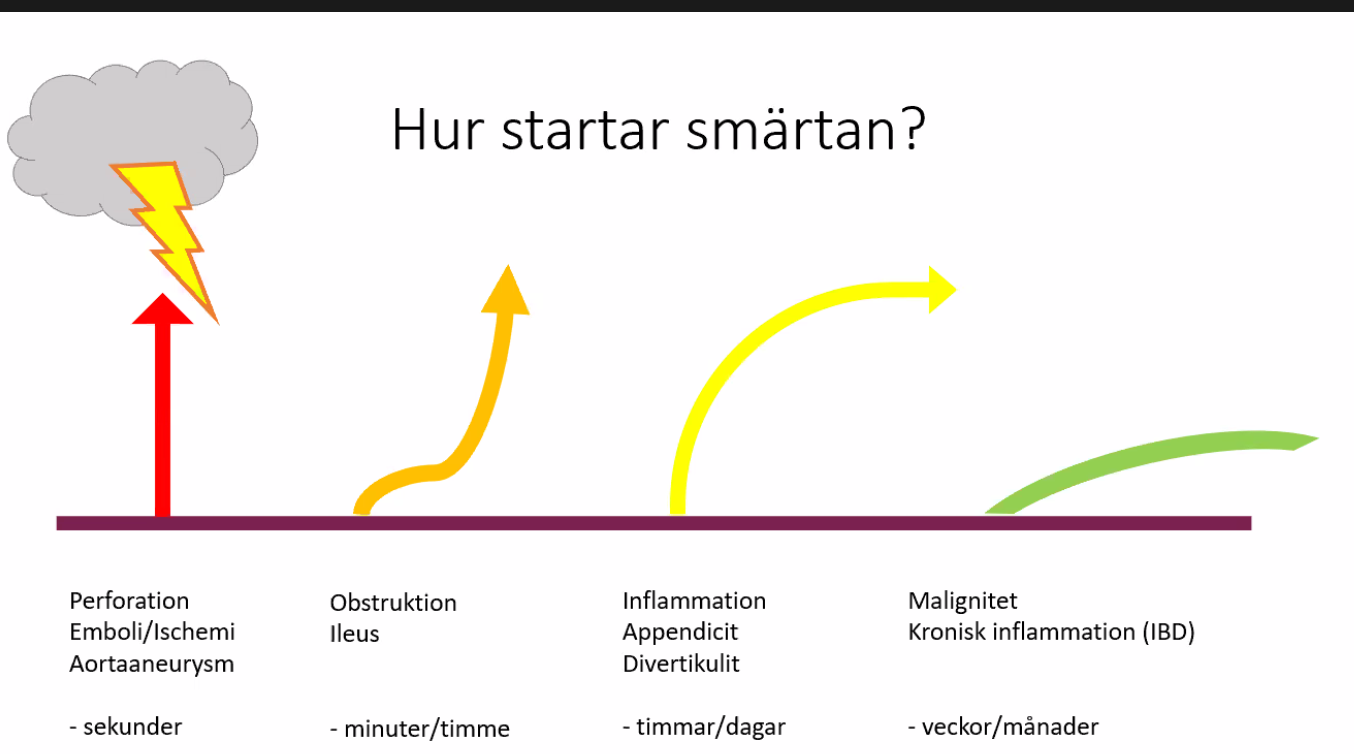 Hur startar smärtan?
Perforation
Emboli/Ischemi
Aortaaneurysm
- sekunder
Obstruktion
Ileus
- minuter/timme
Inflammation
Appendicit
Divertikulit
- timmar/dagar
Malignitet
Kronisk inflammation (IBD)
- veckor/månader